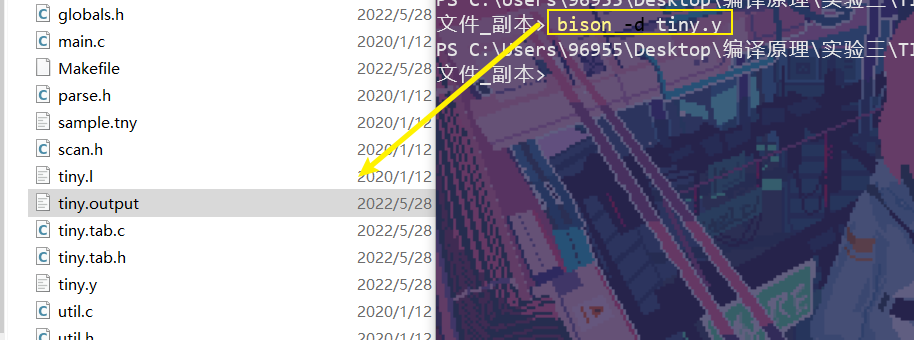 globals.h 2022/5/28
main.c 2020/1/12
Makefile 2022/5/28
parse.h 2020/1/12
sample.tny 2020/1/12
scan.h 2020/1/12
tiny.l 2020/1/12
tiny.output 2022/5/28
tiny.tab.c 2022/5/28
tiny.tab.h 2022/5/28
tiny.y 2022/5/28
util.c 2020/1/12
util.h 2020/1/12
PS C:\Users\96955\Desktop\编译原理\实验三\TI
文件_副本> bison -d tiny.y
PS C:\Users\96955\Desktop\编译原理\实验三\TI
文件_副本>